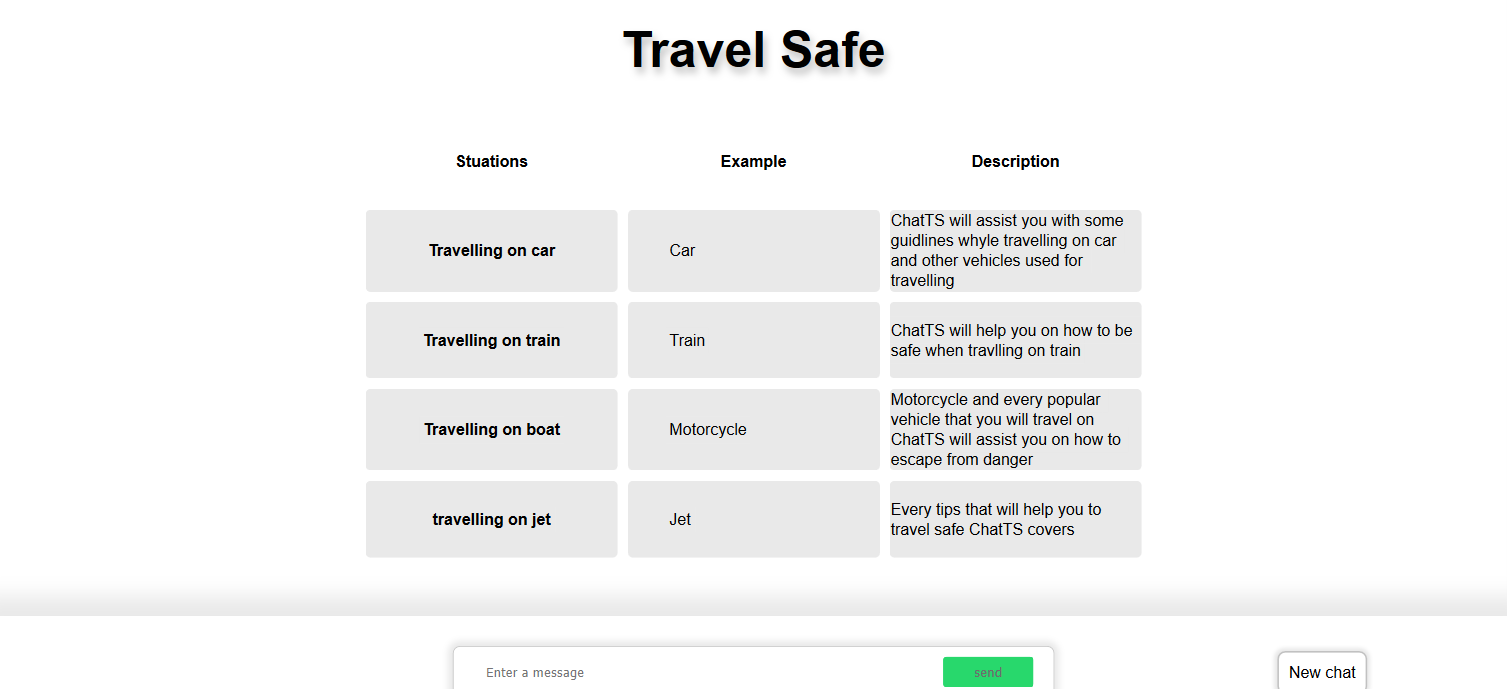 Travel Safe
Stuations
Example
Description
Travelling on car
Car
ChatTS will assist you with some
guidlines whyle travelling on car
and other vehicles used for
travelling
Travelling on train
Train
ChatTS will help you on how to be
safe when travlling on train
Travelling on boat
Motorcycle
Motorcycle and every popular
vehicle that you will travel on
ChatTS will assist you on how to
escape from danger
travelling on jet
Jet
Every tips that will help you to
travel safe ChatTS covers
Enter a message
send
New chat